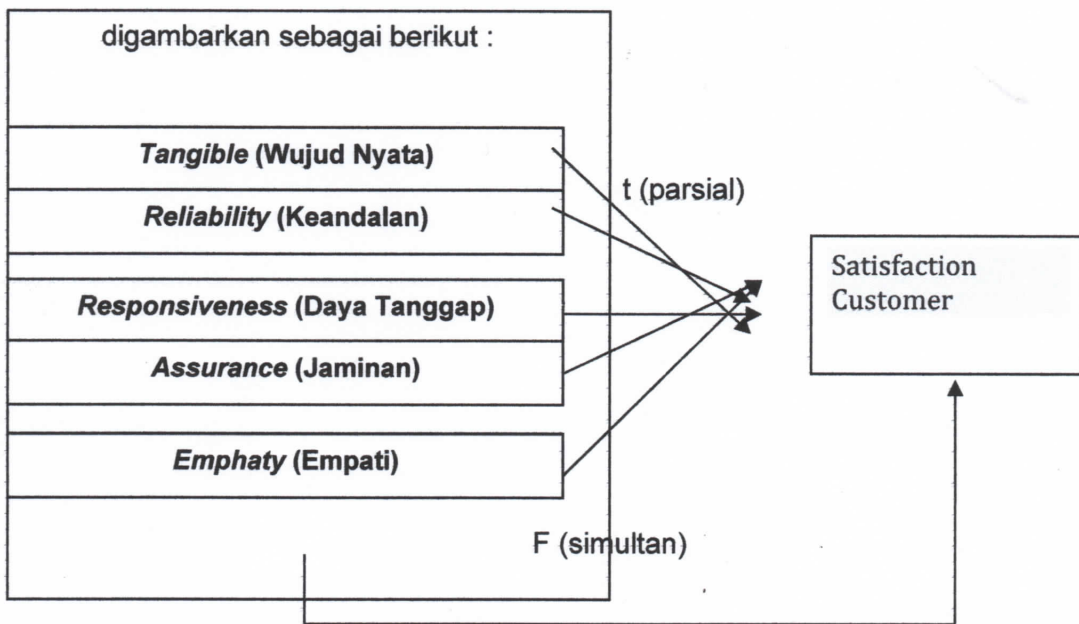 digambarkan sebagai berikut :
Tangible (Wujud Nyata)
t (parsial)
Reliability (Keandalan)
Satisfaction
Customer
Responsiveness (Daya Tanggap)
Assurance (Jaminan)
Emphaty (Empati)
F (simultan)